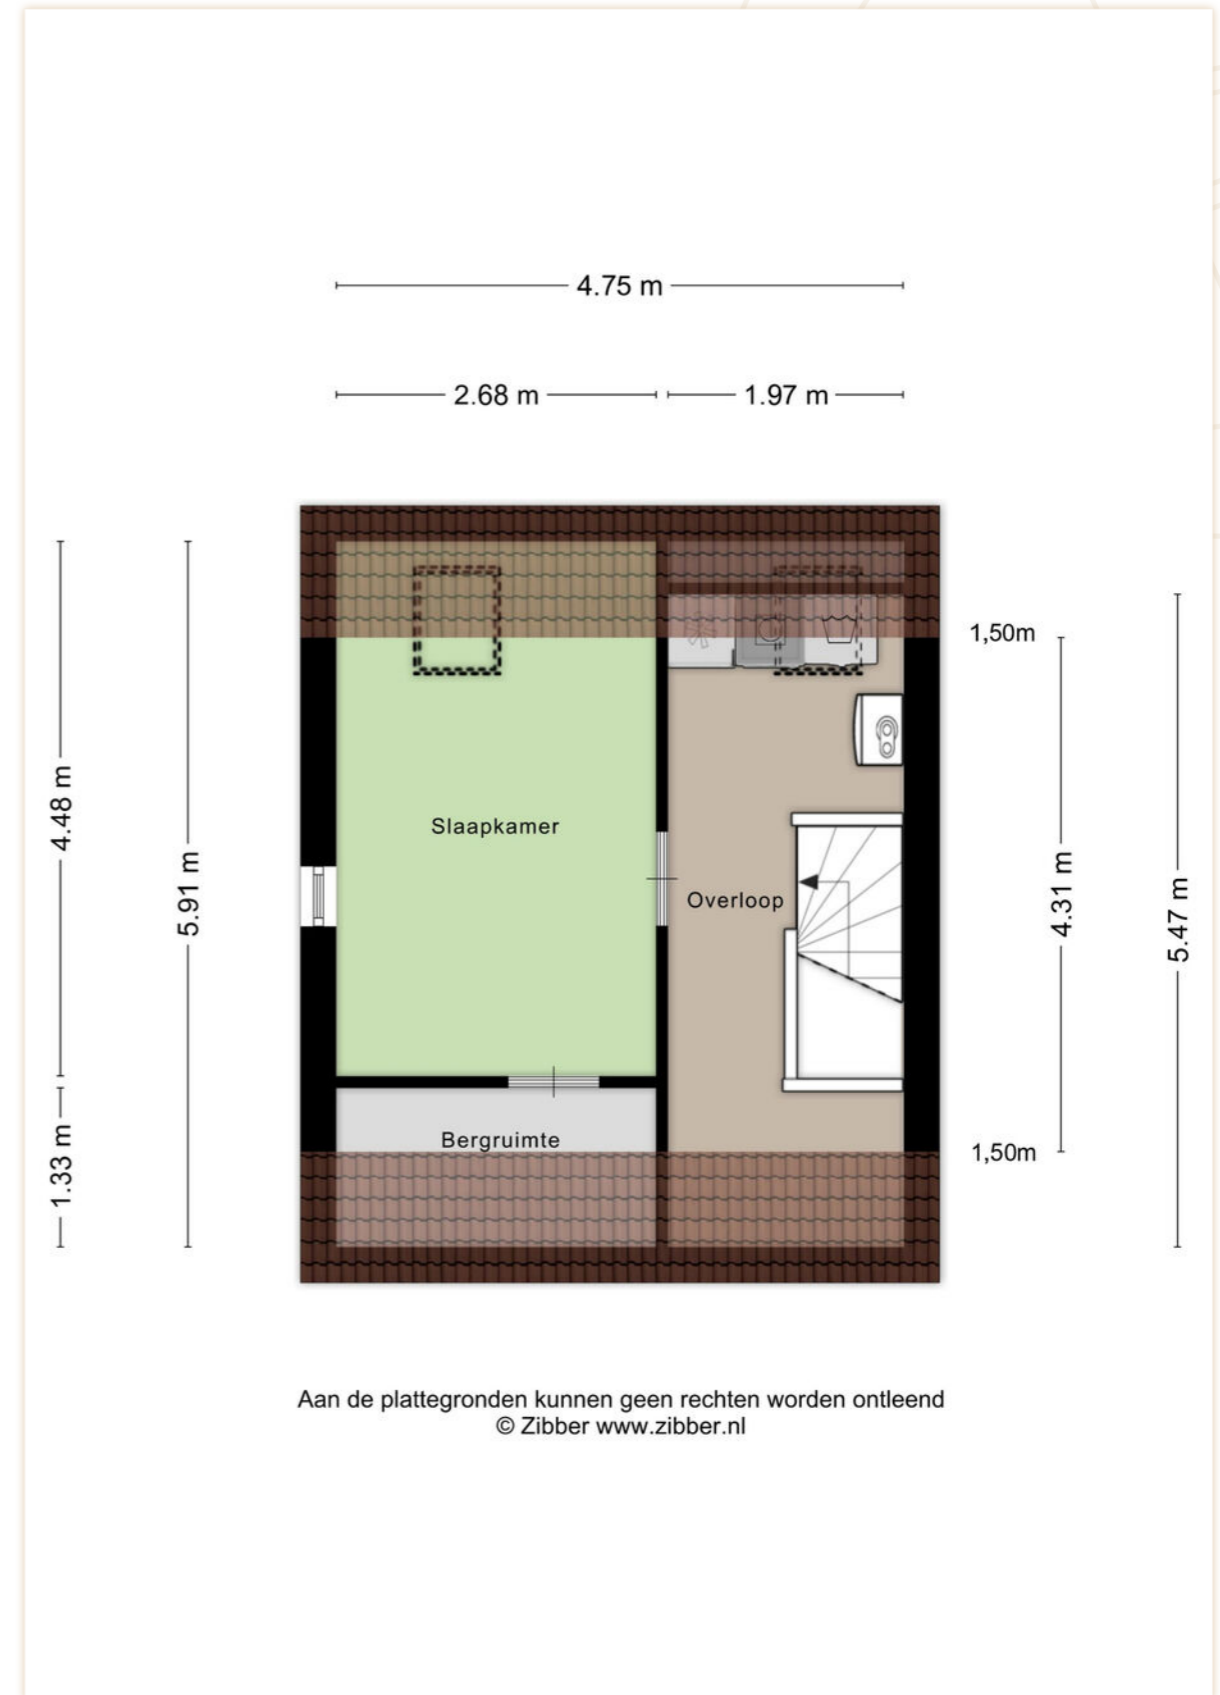 4.75 m
2.68 m
1.97 m
1,50m
4.48 m
5.91 m
Slaapkamer
Overloop
4.31 m
5.47 m
Bergruimte
1.33 m
1,50m
Aan de plattegronden kunnen geen rechten worden ontleend
© Zibber www.zibber.nl